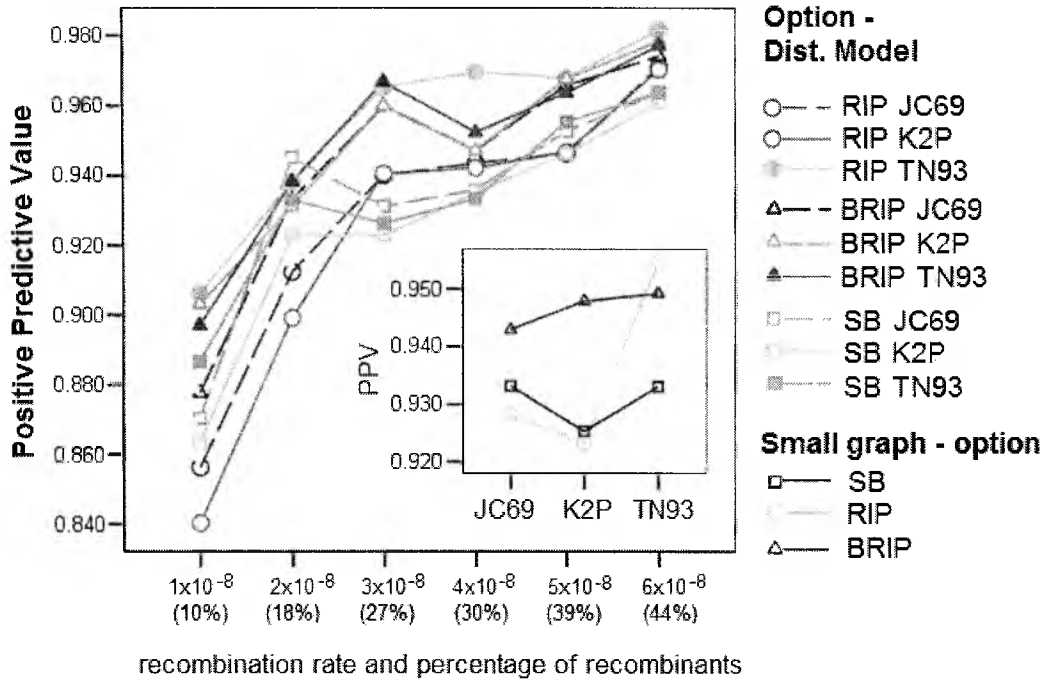 Positive Predictive Value
0.980
0.960
0.940
0.920
0.900
0.880
0.860
0.840
1x10⁻⁸ 2x10⁻⁸ 3x10⁻⁸ 4x10⁻⁸ 5x10⁻⁸ 6x10⁻⁸
(10%) (18%) (27%) (30%) (39%) (44%)
recombination rate and percentage of recombinants
PPV
0.950
0.940
0.930
0.920
JC69 K2P TN93
Option -
Dist. Model
RIP JC69
RIP K2P
RIP TN93
BRIP JC69
BRIP K2P
BRIP TN93
SB JC69
SB K2P
SB TN93
Small graph - option
SB
RIP
BRIP